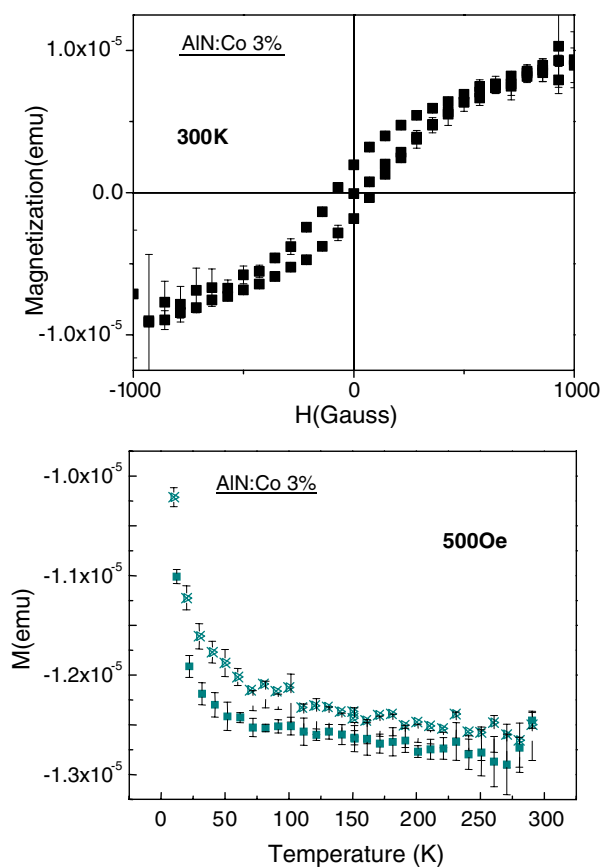 AlN:Co 3%
300K
Magnetization(emu)
1.0x10⁻⁵
0.0
-1.0x10⁻⁵
-1000
0
1000
H(Gauss)
AlN:Co 3%
500Oe
M(emu)
-1.0x10⁻⁵
-1.1x10⁻⁵
-1.2x10⁻⁵
-1.3x10⁻⁵
0 50 100 150 200 250 300
Temperature (K)